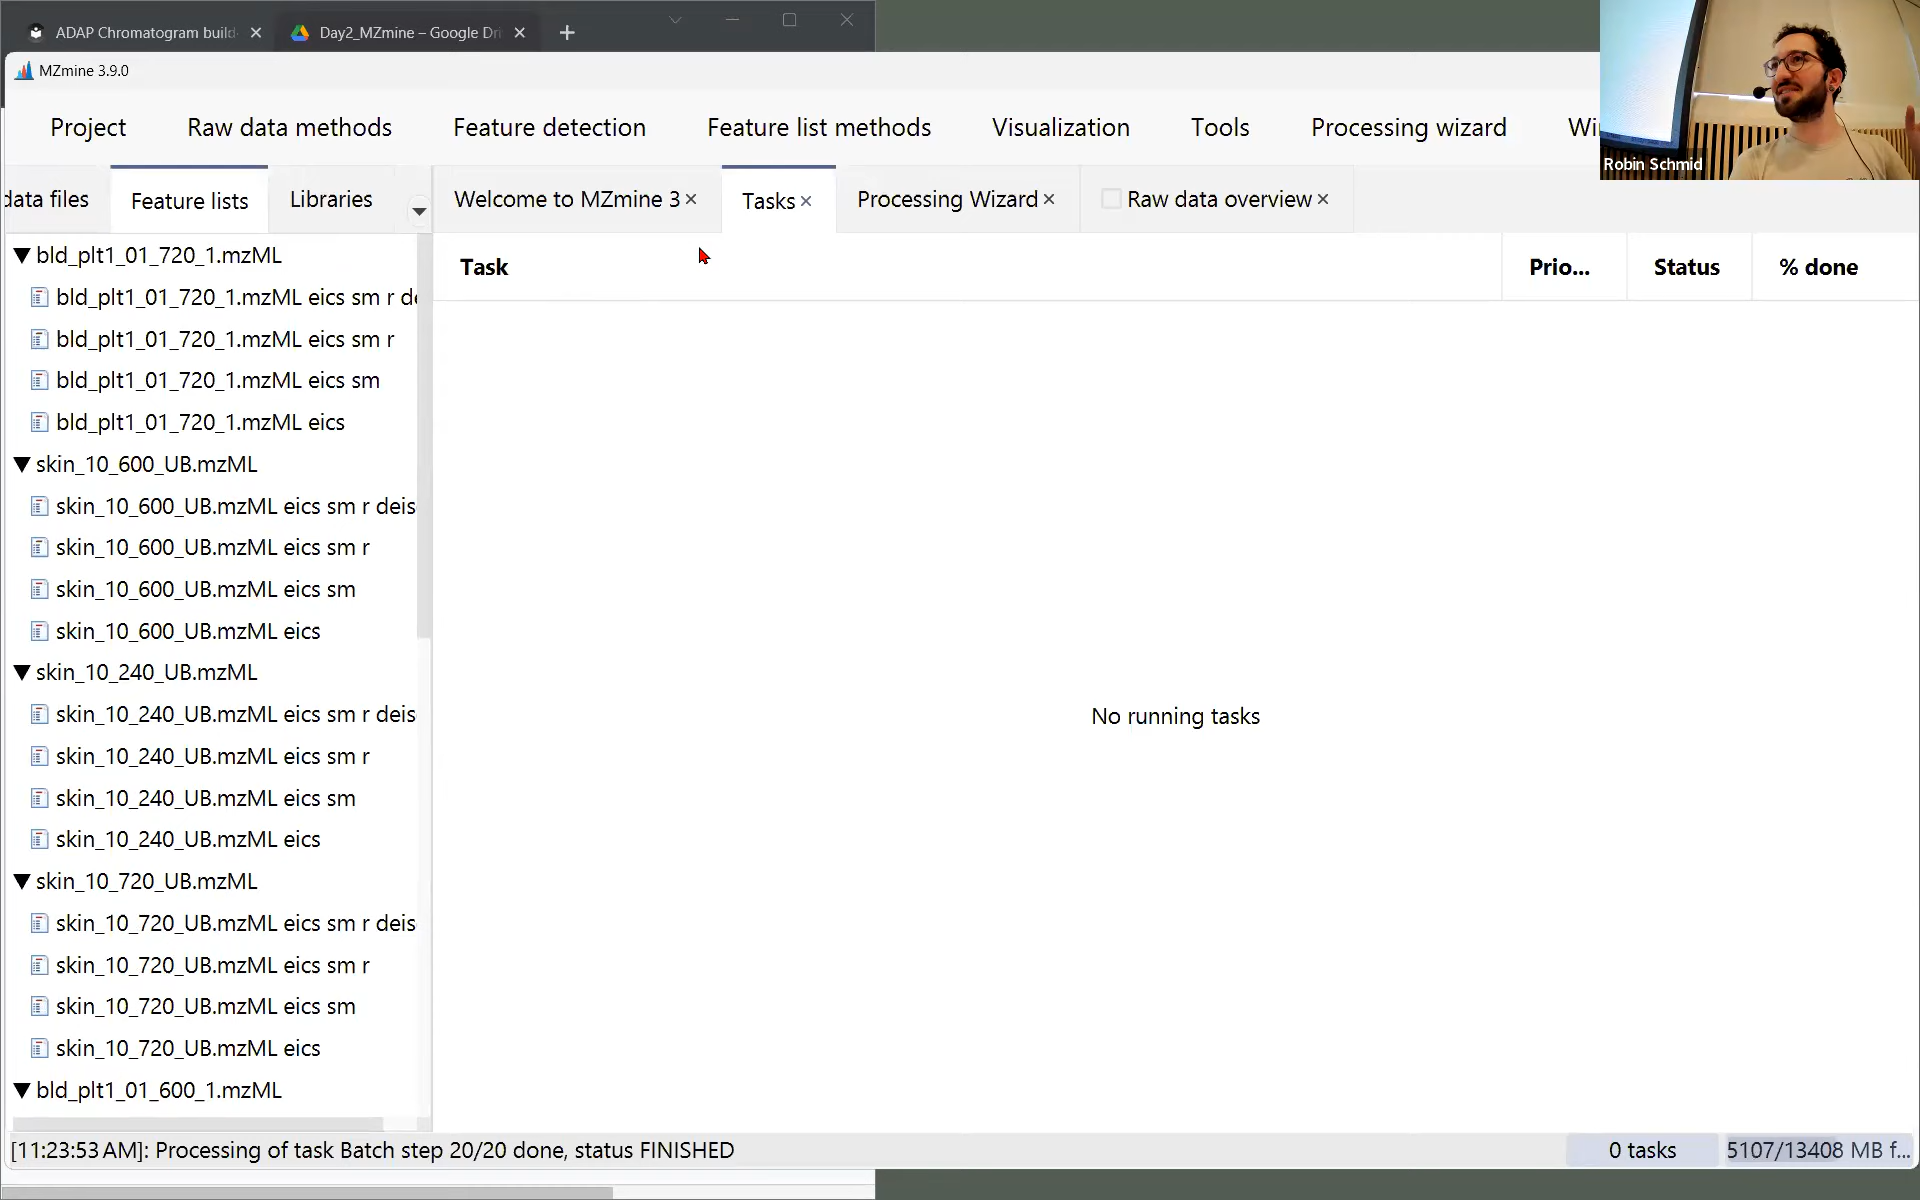 ADAP Chromatogram build
Day2_MZmine – Google Dri
MZmine 3.9.0
Project
Raw data methods
Feature detection
Feature list methods
Visualization
Tools
Processing wizard
Wi
Robin Schmid
data files
Feature lists
Libraries
Welcome to MZmine 3
Tasks
Processing Wizard
Raw data overview
Task
Prio...
Status
% done
bld_plt1_01_720_1.mzML
bld_plt1_01_720_1.mzML eics sm r de
bld_plt1_01_720_1.mzML eics sm r
bld_plt1_01_720_1.mzML eics sm
bld_plt1_01_720_1.mzML eics
skin_10_600_UB.mzML
skin_10_600_UB.mzML eics sm r deis
skin_10_600_UB.mzML eics sm r
skin_10_600_UB.mzML eics sm
skin_10_600_UB.mzML eics
skin_10_240_UB.mzML
skin_10_240_UB.mzML eics sm r deis
skin_10_240_UB.mzML eics sm r
skin_10_240_UB.mzML eics sm
skin_10_240_UB.mzML eics
skin_10_720_UB.mzML
skin_10_720_UB.mzML eics sm r deis
skin_10_720_UB.mzML eics sm r
skin_10_720_UB.mzML eics sm
skin_10_720_UB.mzML eics
bld_plt1_01_600_1.mzML
No running tasks
[11:23:53 AM]: Processing of task Batch step 20/20 done, status FINISHED
0 tasks
5107/13408 MB f...